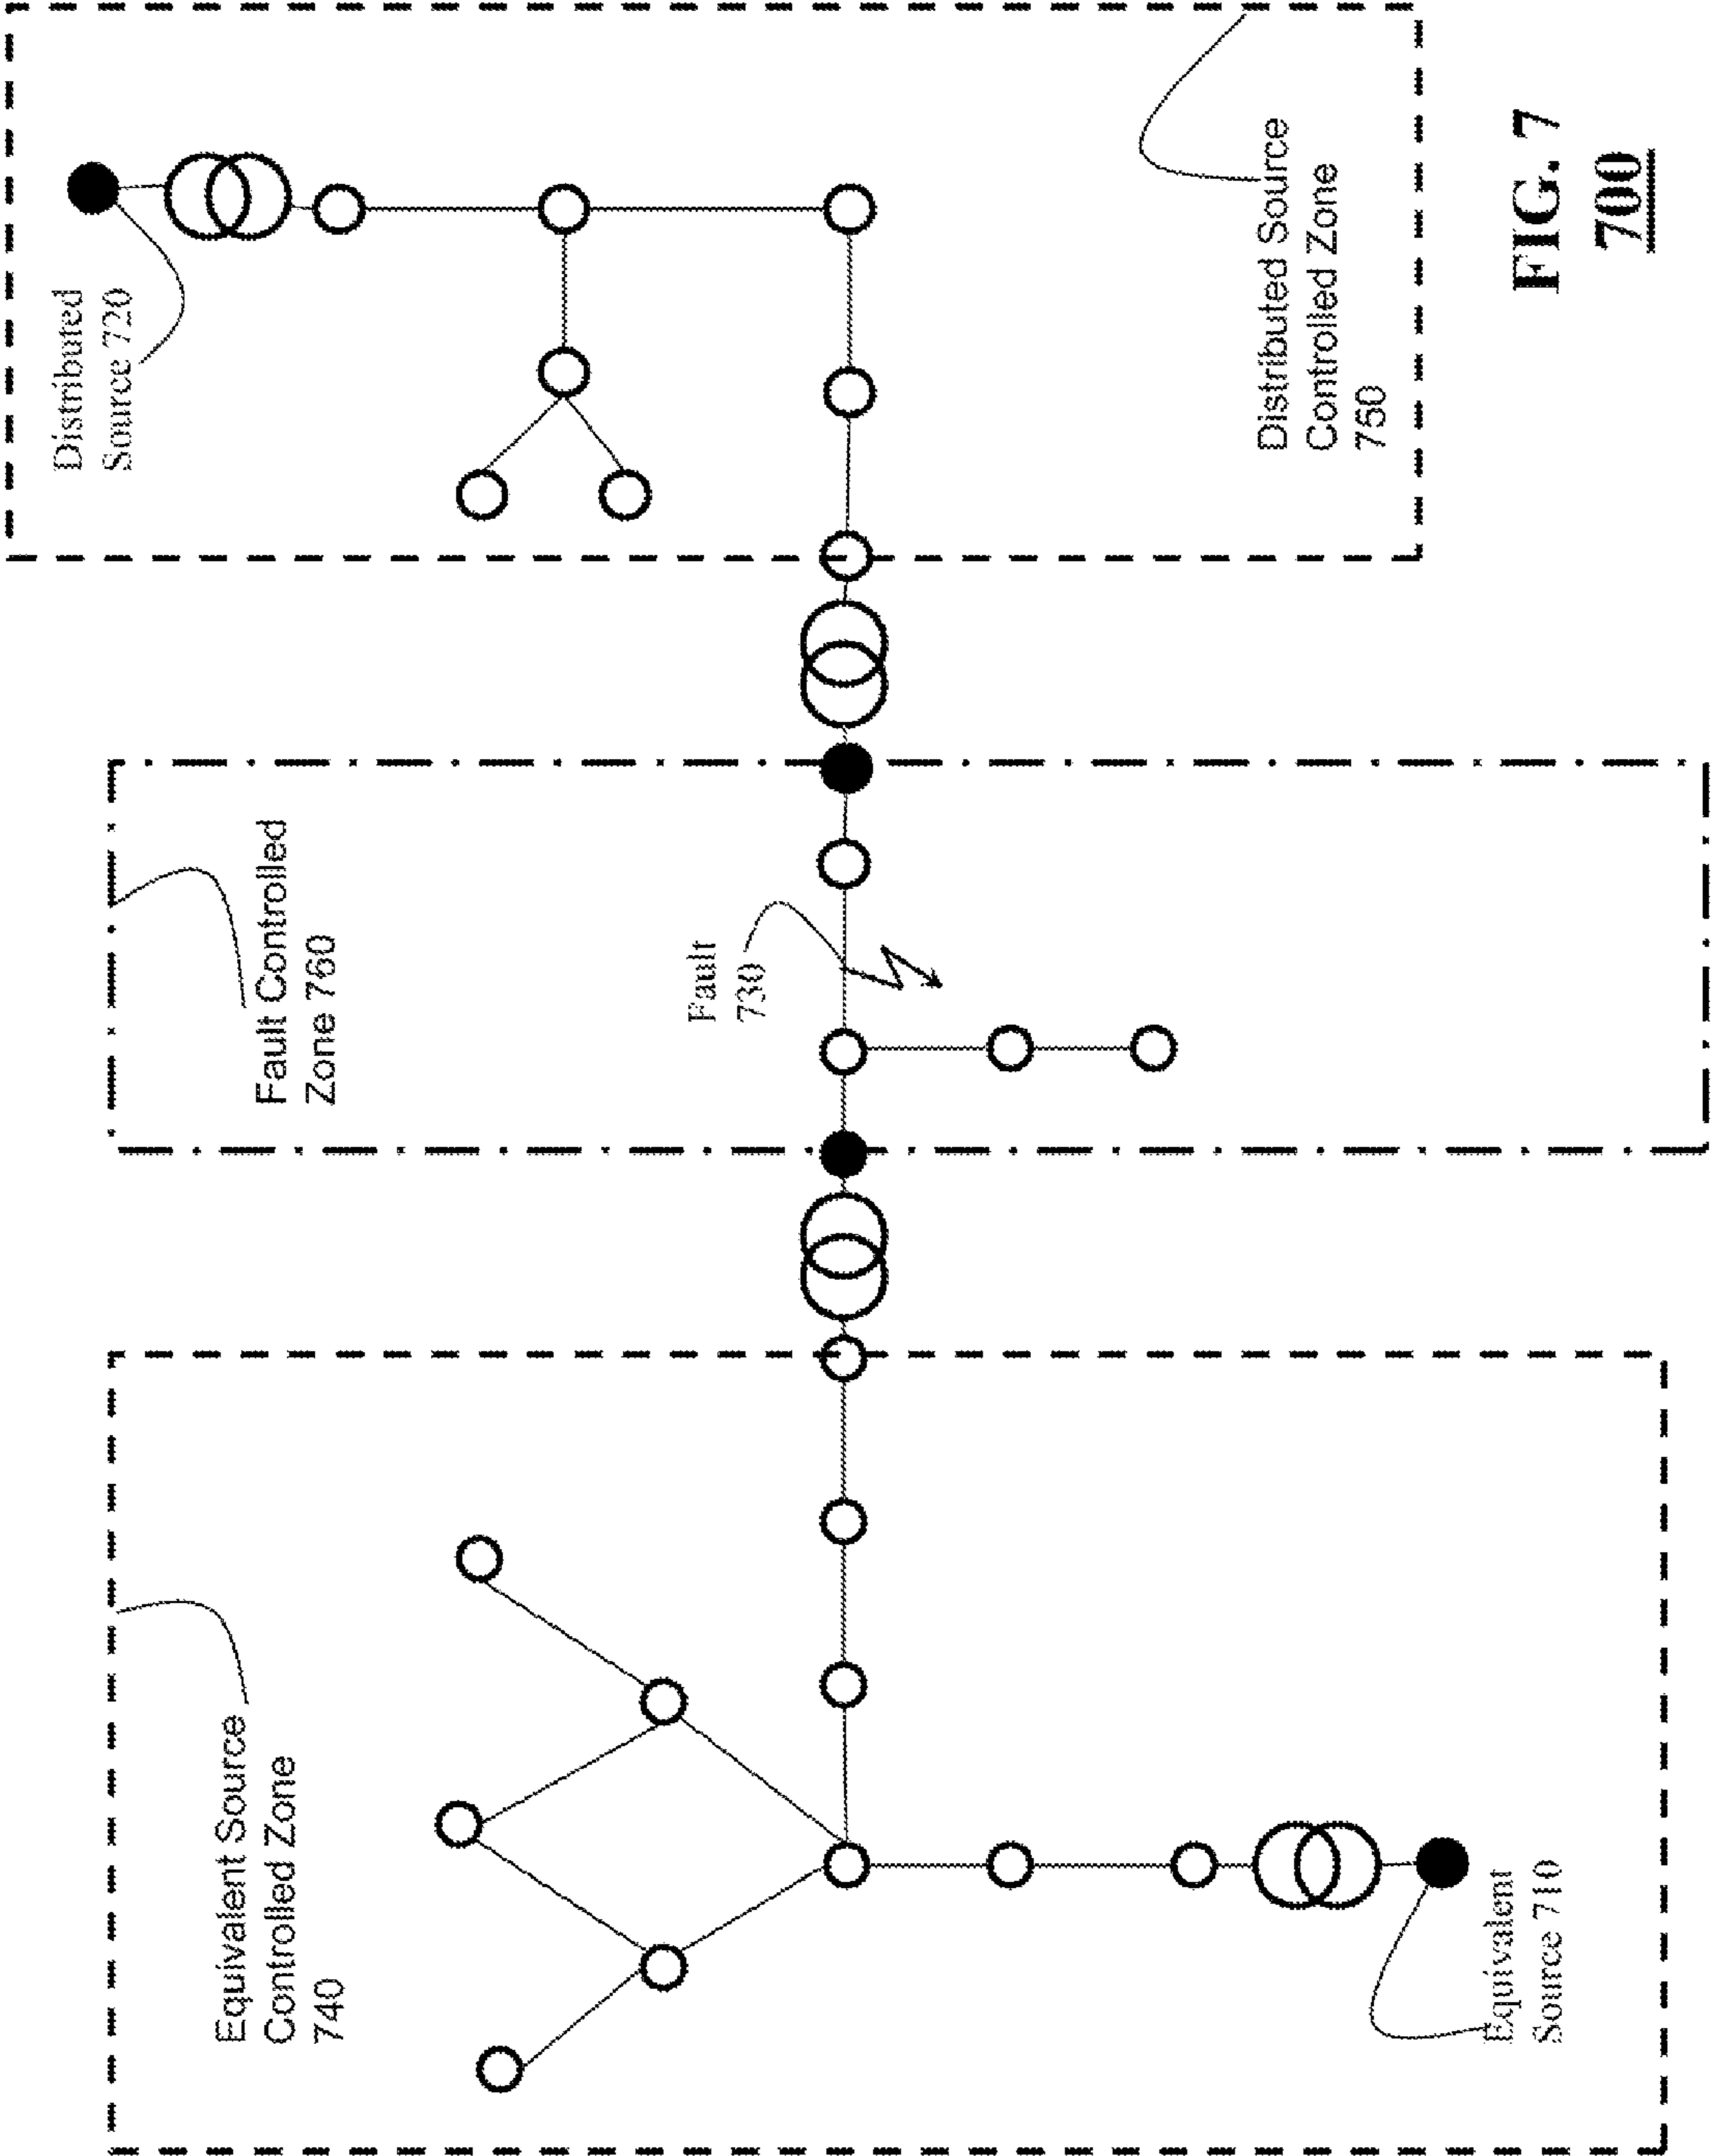 Equivalent Source
Controlled Zone
740
Equivalent
Source 710
Fault Controlled
Zone 760
Fault
730
Distributed
Source 720
Distributed Source
Controlled Zone
750
FIG. 7
700